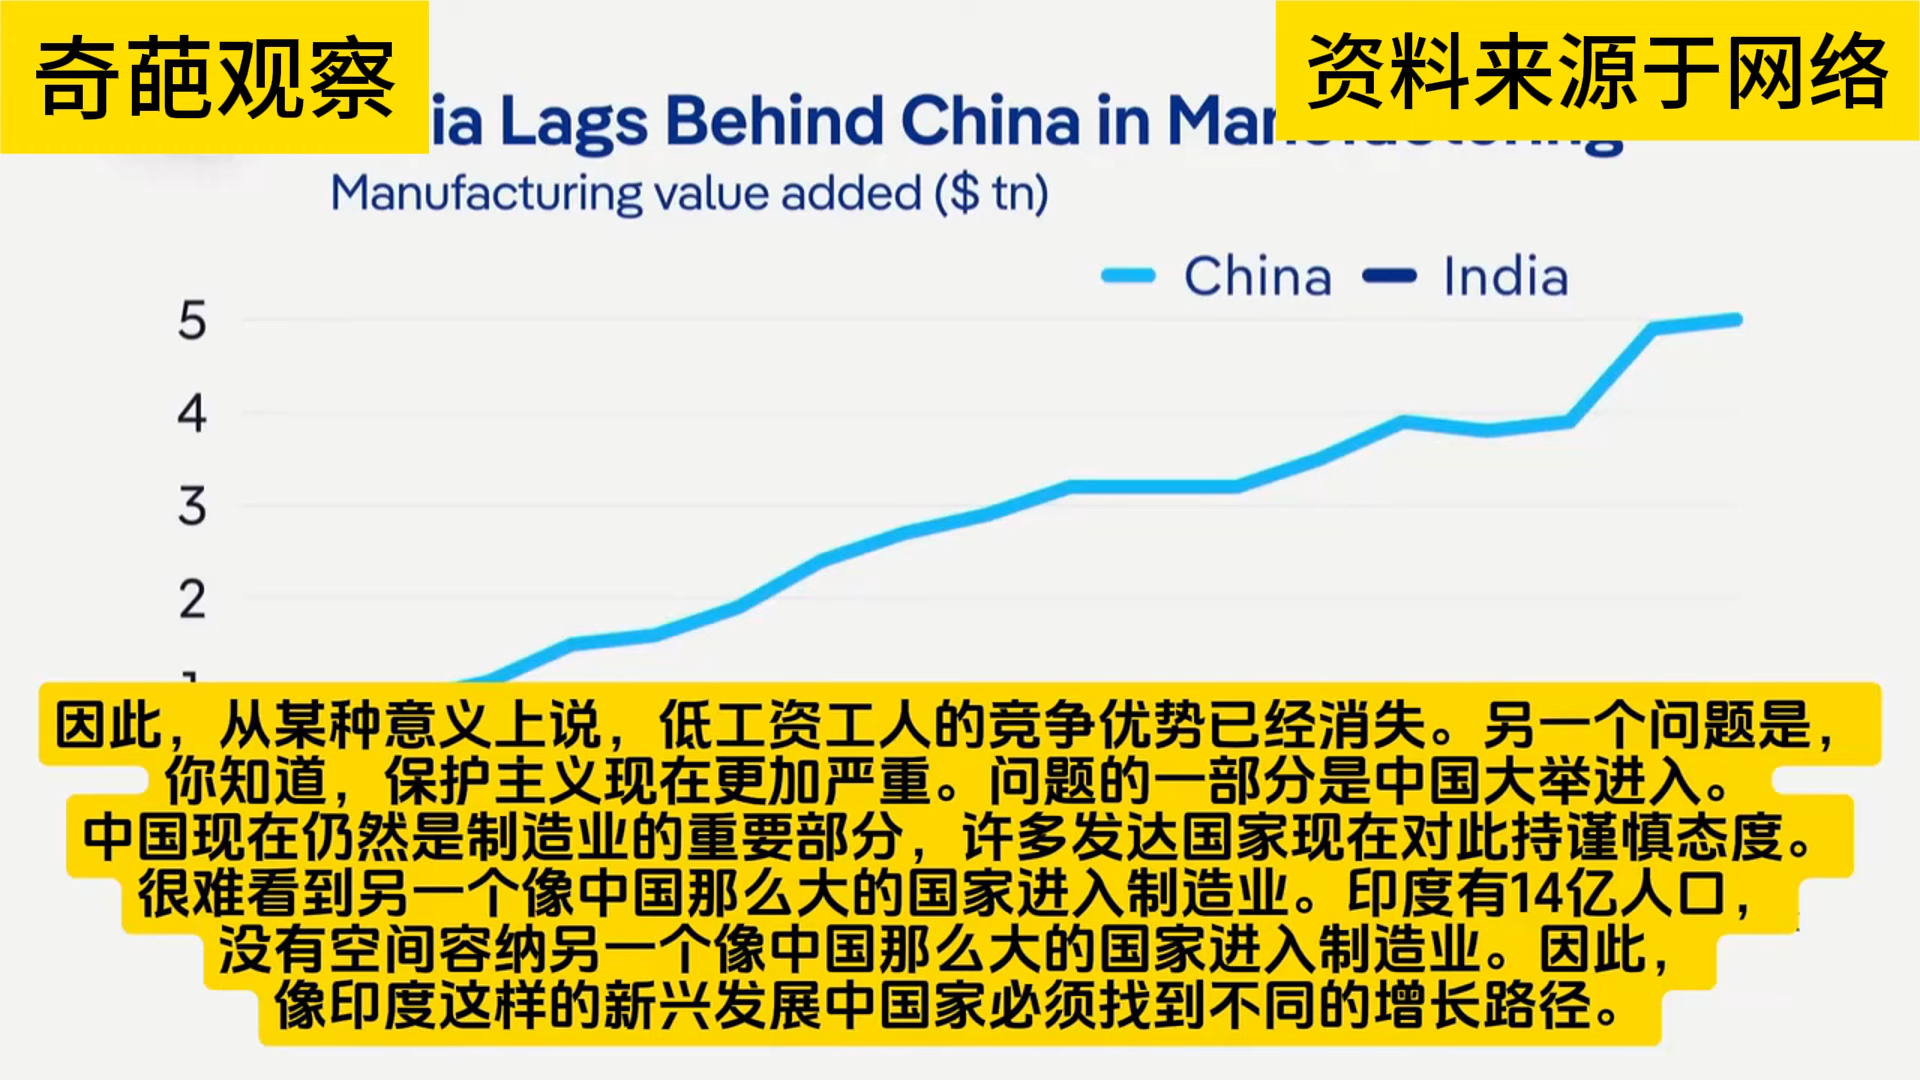 奇葩观察
资料来源于网络
ia Lags Behind China in Manufacturing
Manufacturing value added ($ tn)
China
India
5
4
3
2
因此，从某种意义上说，低工资工人的竞争优势已经消失。另一个问题是，
你知道，保护主义现在更加严重。问题的一部分是中国大举进入。
中国现在仍然是制造业的重要部分，许多发达国家现在对此持谨慎态度。
很难看到另一个像中国那么大的国家进入制造业。印度有14亿人口，
没有空间容纳另一个像中国那么大的国家进入制造业。因此，
像印度这样的新兴发展中国家必须找到不同的增长路径。